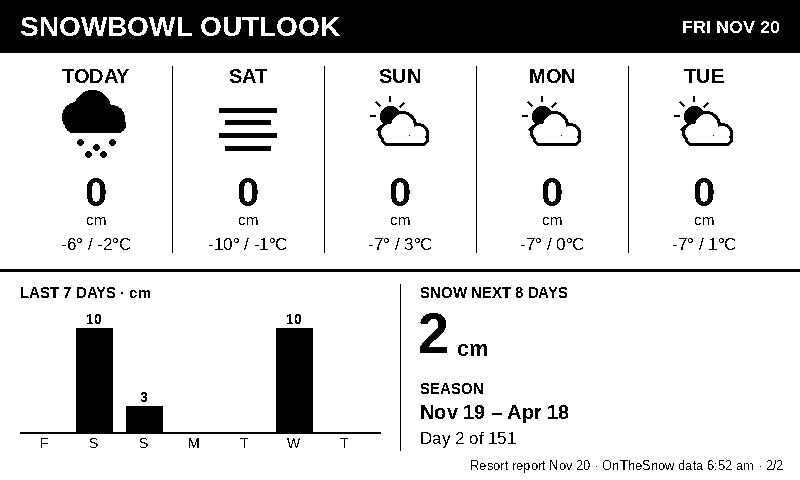 SNOWBOWL OUTLOOK
FRI NOV 20
TODAY
0
cm
-6° / -2°C
SAT
0
cm
-10° / -1°C
SUN
0
cm
-7° / 3°C
MON
0
cm
-7° / 0°C
TUE
0
cm
-7° / 1°C
LAST 7 DAYS · cm
10
3
10
F S S M T W T
SNOW NEXT 8 DAYS
2 cm
SEASON
Nov 19 – Apr 18
Day 2 of 151
Resort report Nov 20 · OnTheSnow data 6:52 am · 2/2